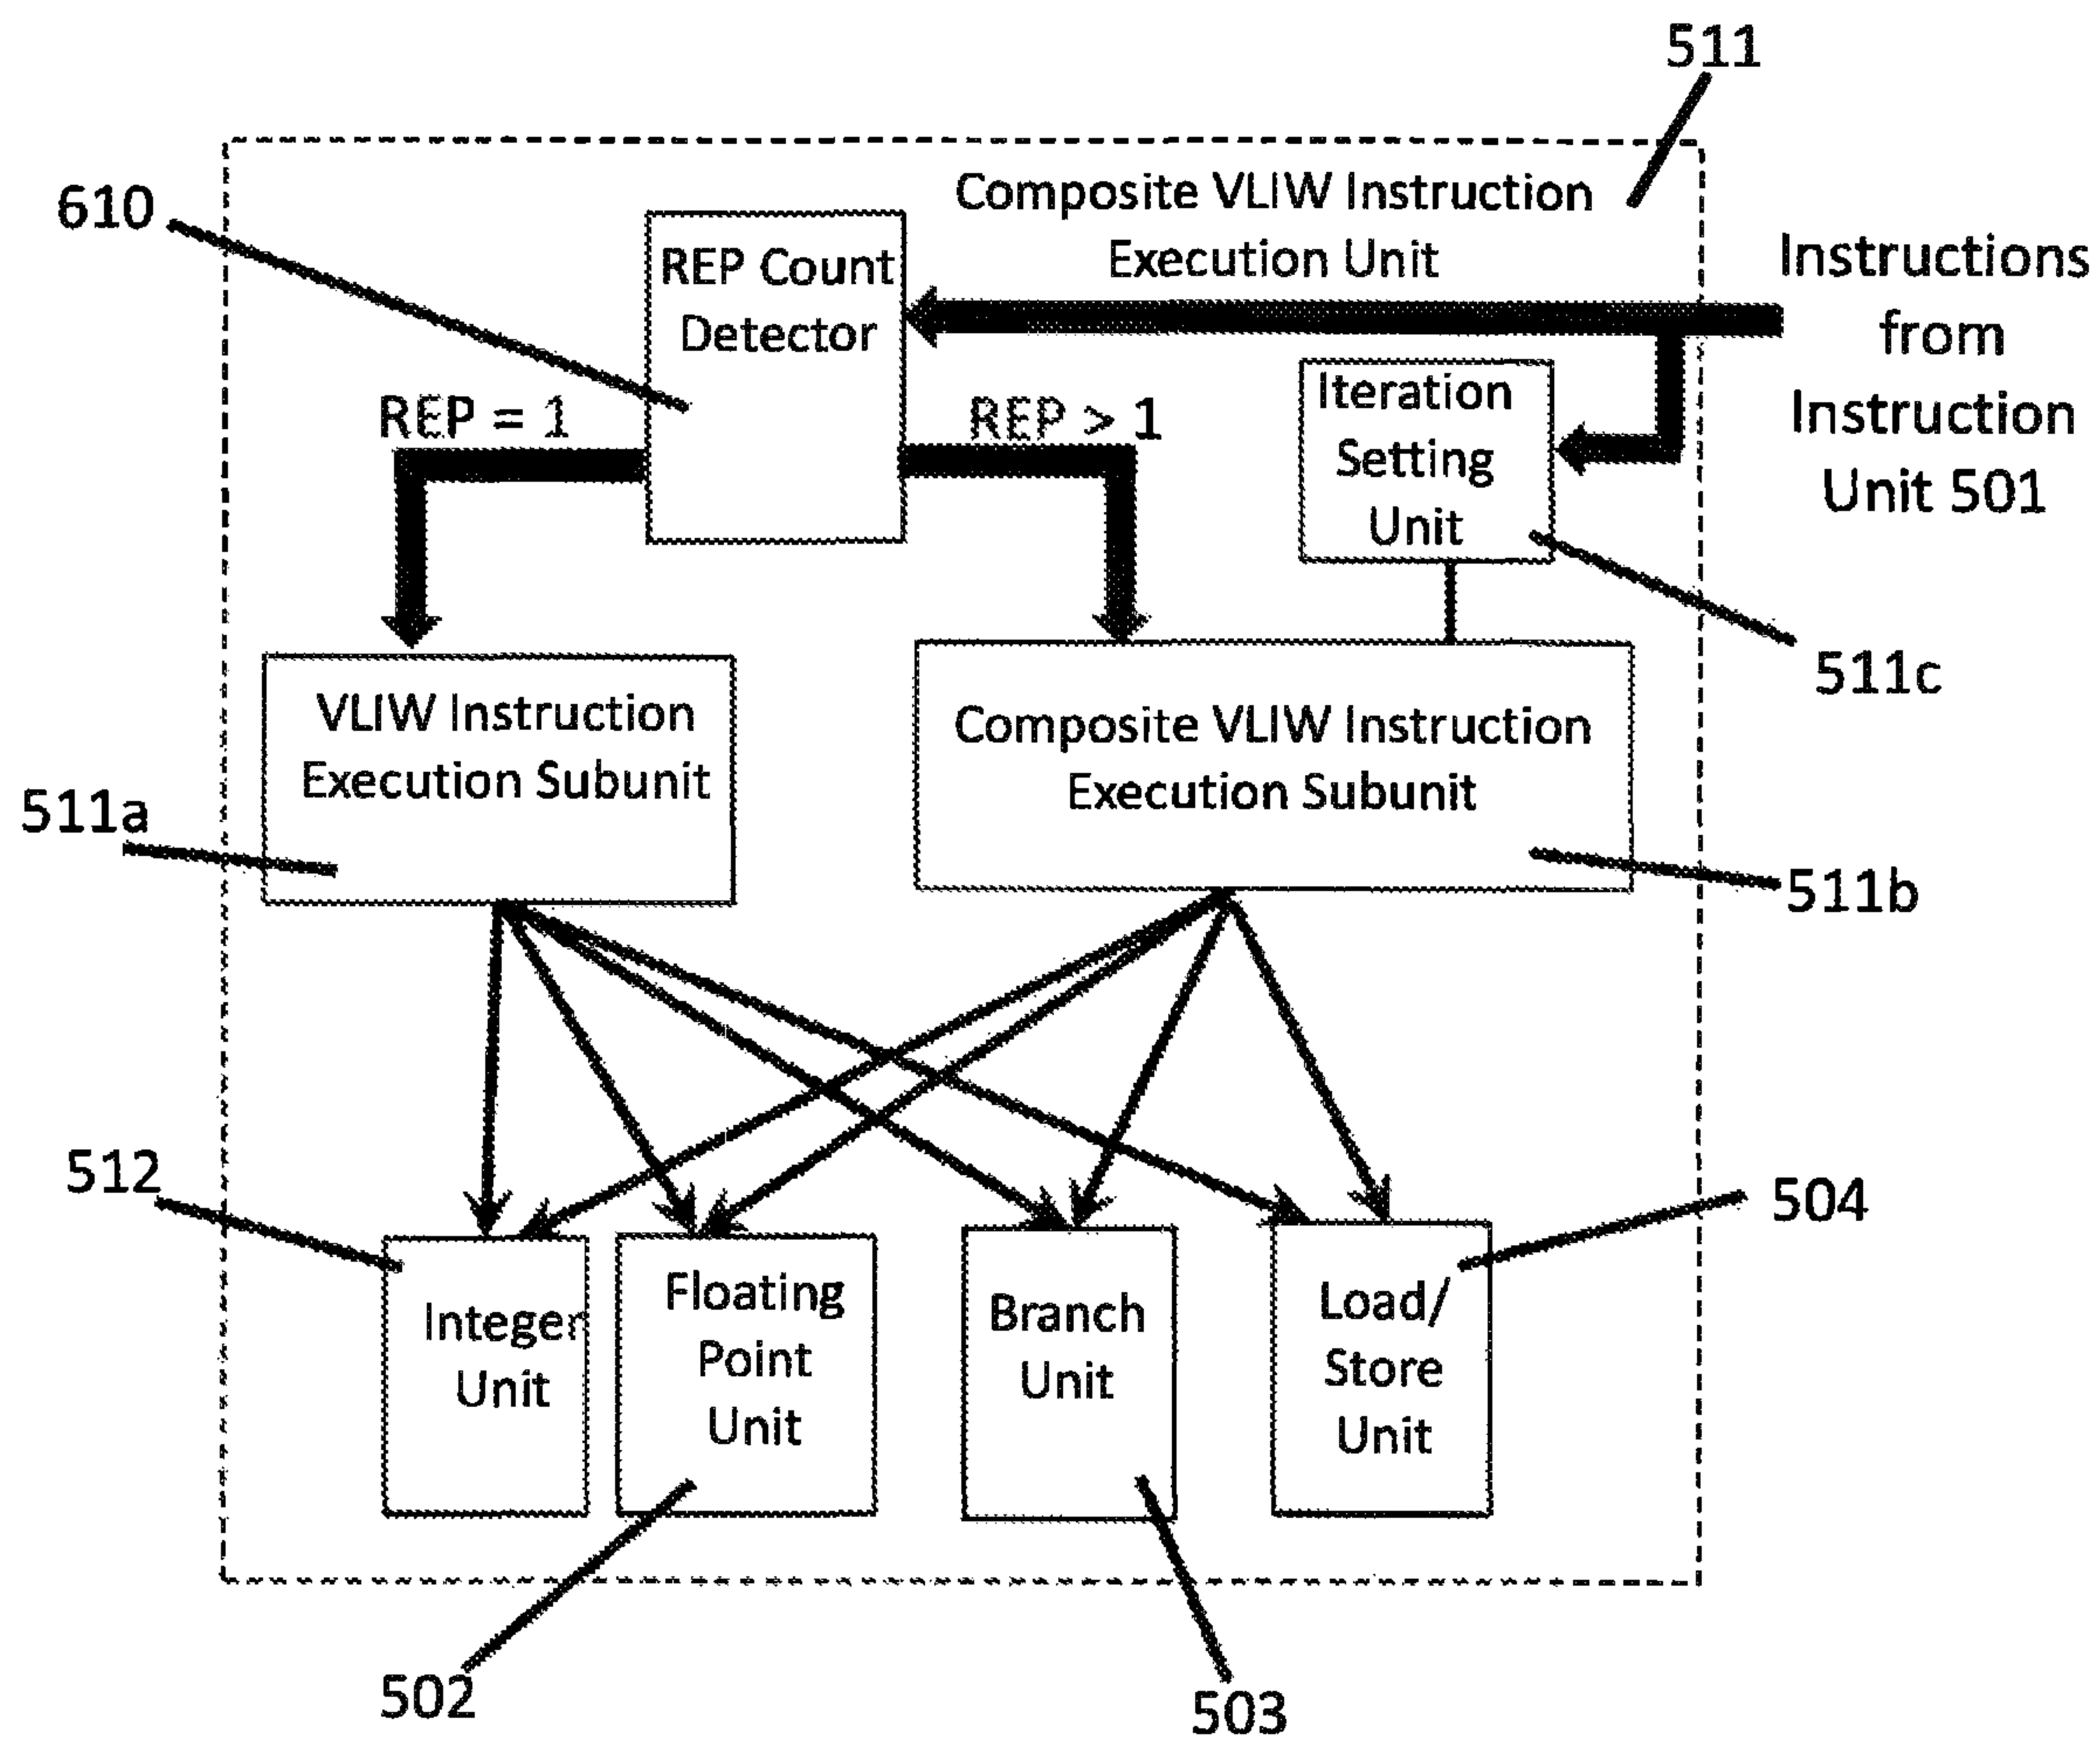 511
610
Composite VLIW Instruction
Execution Unit
REP Count
Detector
Instructions
from
Instruction
Unit 501
REP = 1
REP > 1
Iteration
Setting
Unit
511c
VLIW Instruction
Execution Subunit
Composite VLIW Instruction
Execution Subunit
511a
511b
512
504
Integer
Unit
Floating
Point
Unit
Branch
Unit
Load/
Store
Unit
502
503